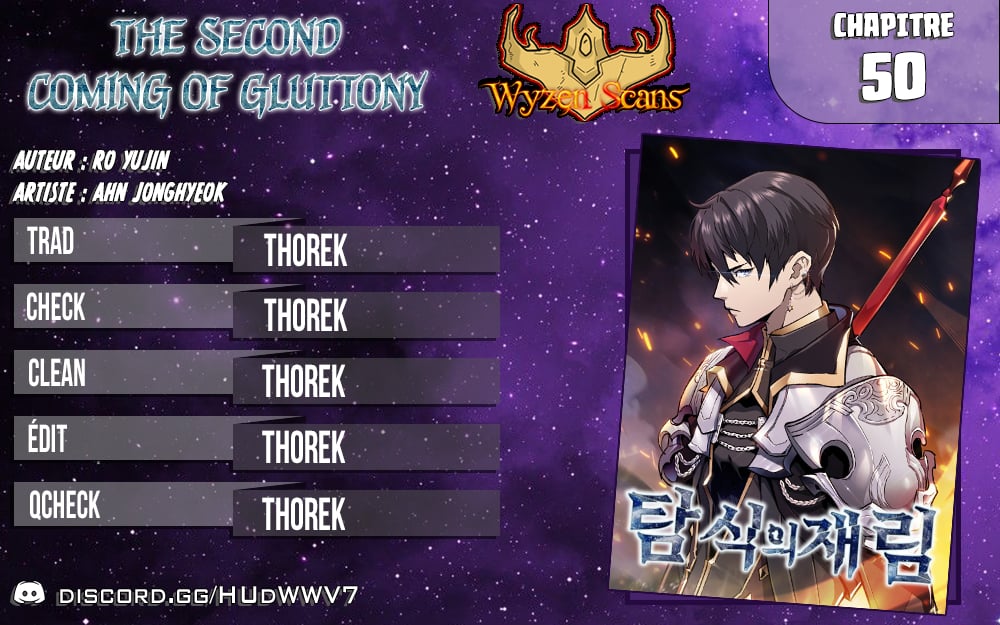 THE SECOND
COMING OF GLUTTONY
Wyzen Scans
CHAPITRE
50
AUTEUR : RO YUJIN
ARTISTE : AHN JONGHYEOK
TRAD
THOREK
CHECK
THOREK
CLEAN
THOREK
ÉDIT
THOREK
QCHECK
THOREK
탐식의재림
DISCORD.GG/HUdWWV7